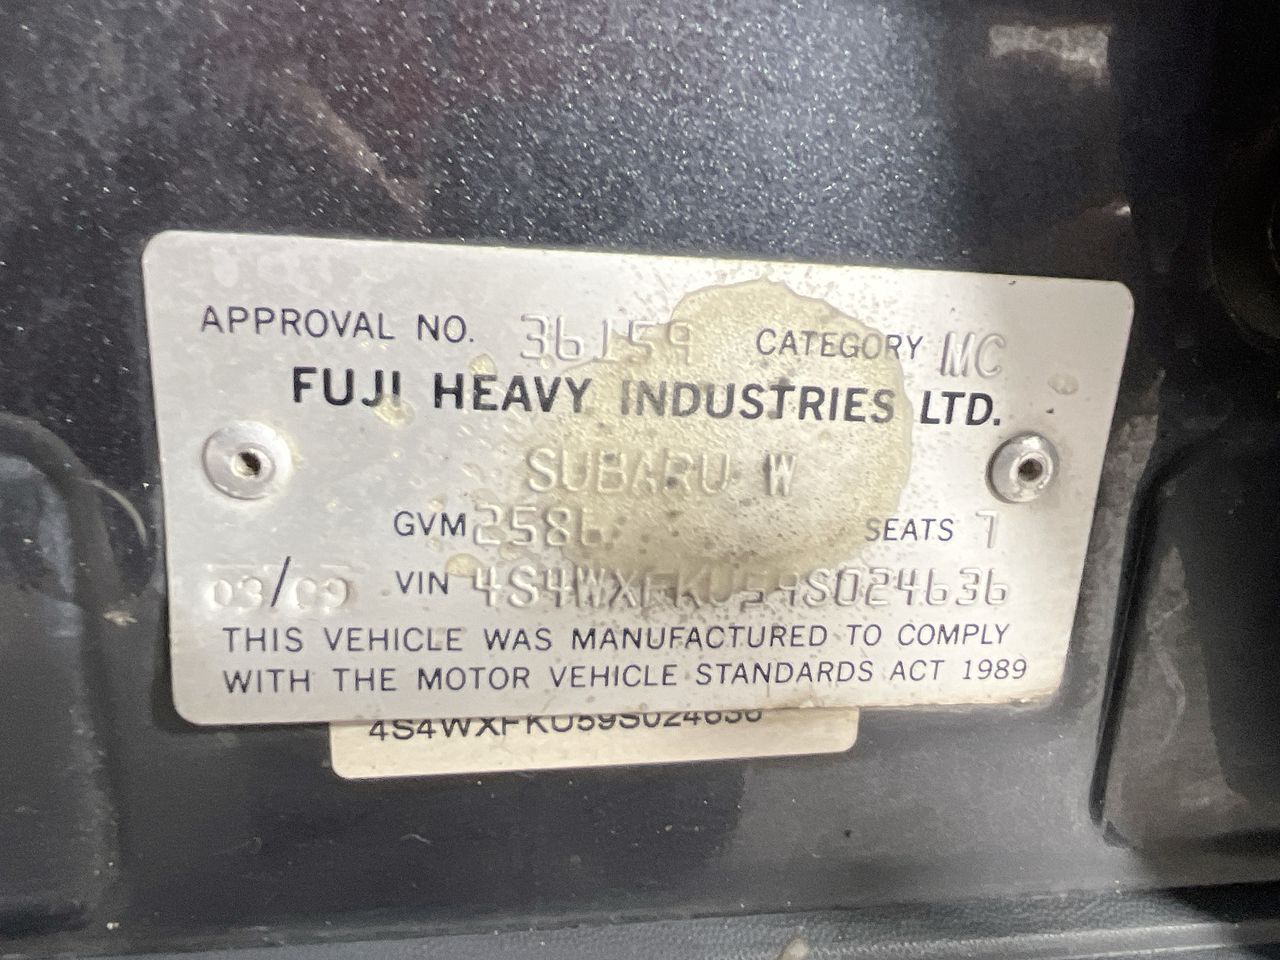 APPROVAL NO. 36159 CATEGORY MC
FUJI HEAVY INDUSTRIES LTD.
SUBARU W
GVM 2586 SEATS 7
03/09 VIN 4S4WXFKU59S024636
THIS VEHICLE WAS MANUFACTURED TO COMPLY
WITH THE MOTOR VEHICLE STANDARDS ACT 1989
4S4WXFKU59S024636